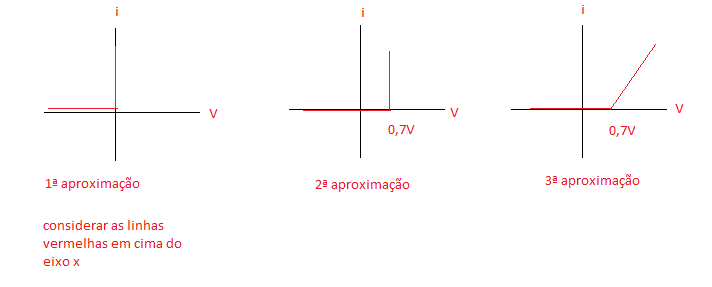 i
V
1ª aproximação
considerar as linhas
vermelhas em cima do
eixo x
i
V
0,7V
2ª aproximação
i
V
0,7V
3ª aproximação